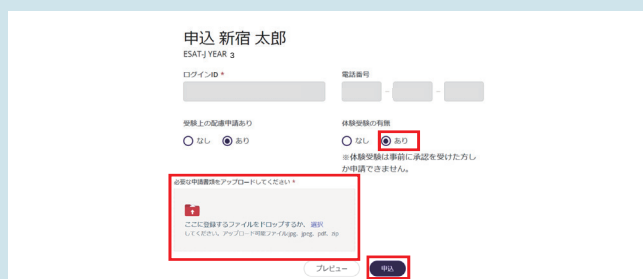 申込 新宿 太郎
ESAT-J YEAR 3
ログインID *
電話番号
- -
受験上の配慮申請あり
体験受験の有無
なし あり
なし あり
※体験受験は事前に承認を受けた方し
か申請できません。
必要な申請書類をアップロードしてください *
ここに登録するファイルをドロップするか、選択
してください。アップロード可能ファイル jpg、jpeg、pdf、zip
プレビュー
申込